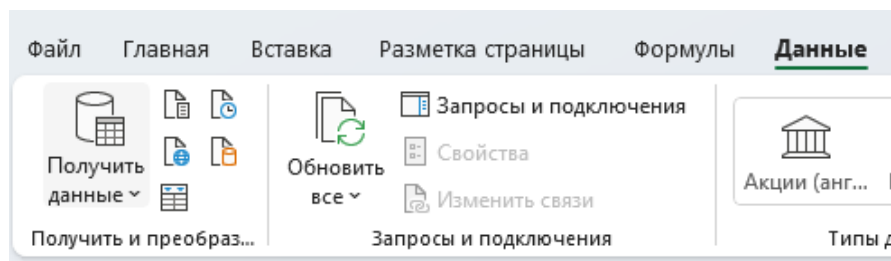 Файл Главная Вставка Разметка страницы Формулы Данные
Получить
данные
Обновить
все
Запросы и подключения
Свойства
Изменить связи
Акции (анг...
Получить и преобраз...
Запросы и подключения
Типы